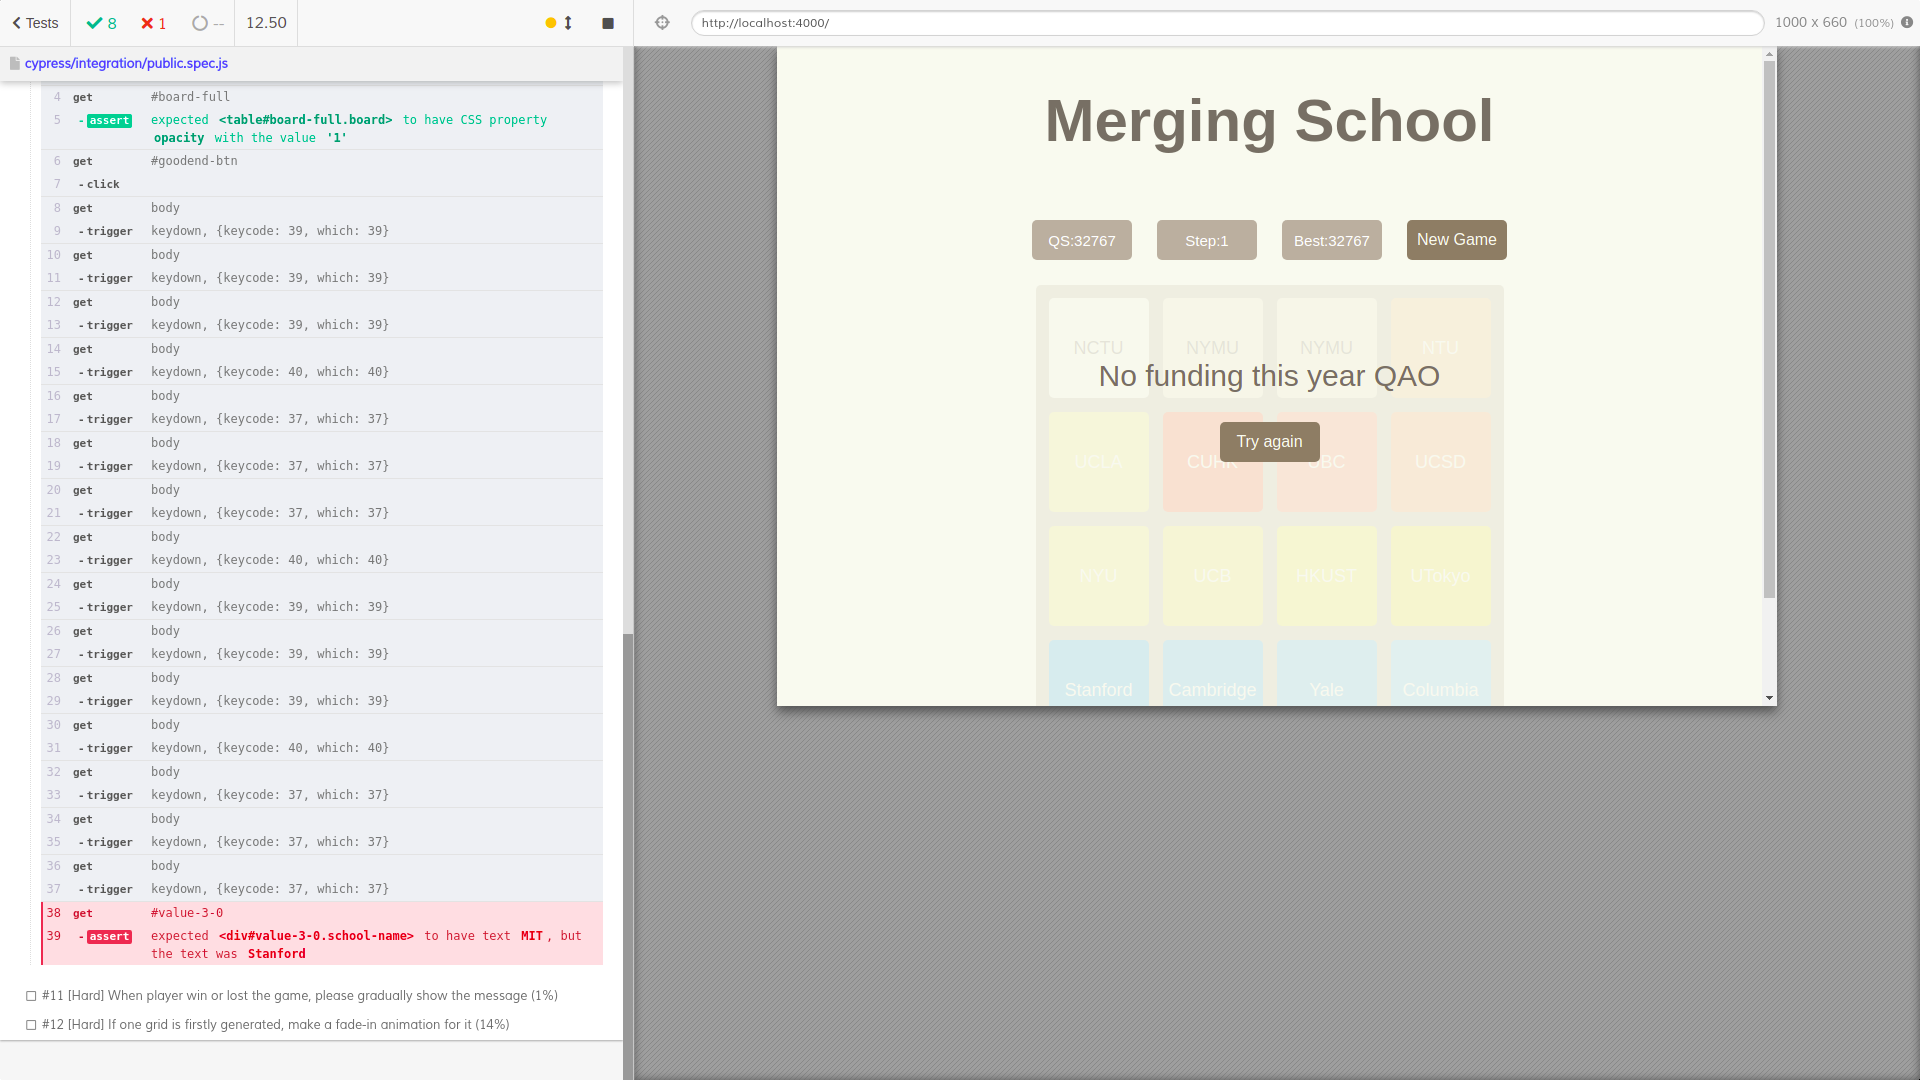 Tests
8
1
--
12.50
http://localhost:4000/
1000 x 660 (100%)
cypress/integration/public.spec.js
4 get #board-full
5 - assert expected <table#board-full.board> to have CSS property
opacity with the value '1'
6 get #goodend-btn
7 - click
8 get body
9 - trigger keydown, {keycode: 39, which: 39}
10 get body
11 - trigger keydown, {keycode: 39, which: 39}
12 get body
13 - trigger keydown, {keycode: 39, which: 39}
14 get body
15 - trigger keydown, {keycode: 40, which: 40}
16 get body
17 - trigger keydown, {keycode: 37, which: 37}
18 get body
19 - trigger keydown, {keycode: 37, which: 37}
20 get body
21 - trigger keydown, {keycode: 37, which: 37}
22 get body
23 - trigger keydown, {keycode: 40, which: 40}
24 get body
25 - trigger keydown, {keycode: 39, which: 39}
26 get body
27 - trigger keydown, {keycode: 39, which: 39}
28 get body
29 - trigger keydown, {keycode: 39, which: 39}
30 get body
31 - trigger keydown, {keycode: 40, which: 40}
32 get body
33 - trigger keydown, {keycode: 37, which: 37}
34 get body
35 - trigger keydown, {keycode: 37, which: 37}
36 get body
37 - trigger keydown, {keycode: 37, which: 37}
38 get #value-3-0
39 - assert expected <div#value-3-0.school-name> to have text MIT , but
the text was Stanford
#11 [Hard] When player win or lost the game, please gradually show the message (1%)
#12 [Hard] If one grid is firstly generated, make a fade-in animation for it (14%)
Merging School
QS:32767 Step:1 Best:32767 New Game
NCTU NYMU NYMU NTU
No funding this year QAO
Try again
UCLA CUHK UBC UCSD
NYU UCB HKUST UTokyo
Stanford Cambridge Yale Columbia